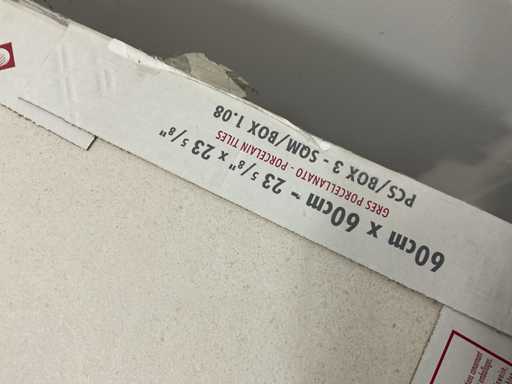 60cm x 60cm ~ 23 5/8" x 23 5/8"
GRES PORCELLANATO - PORCELAIN TILES
PCS/BOX 3 - SQM/BOX 1.08